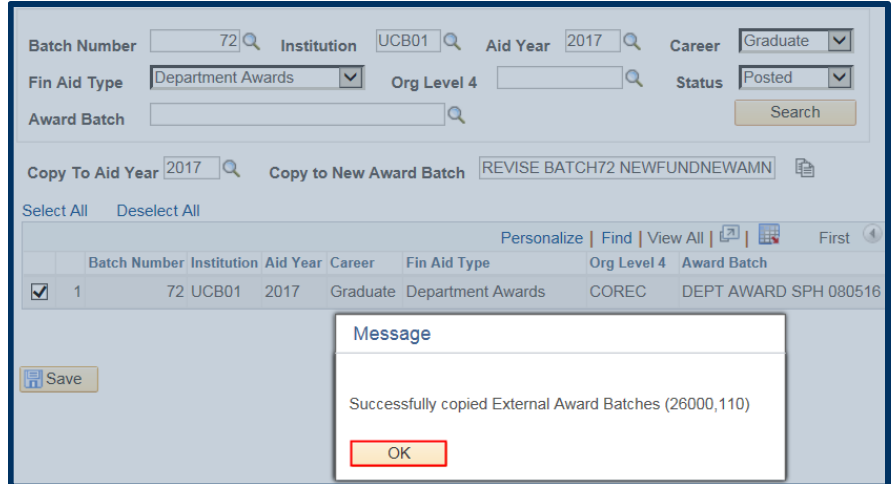 Batch Number 72 Institution UCB01 Aid Year 2017 Career Graduate
Fin Aid Type Department Awards Org Level 4 Status Posted
Award Batch Search
Copy To Aid Year 2017 Copy to New Award Batch REVISE BATCH72 NEWFUNDNEWAMN
Select All Deselect All
Personalize | Find | View All | | First
Batch Number Institution Aid Year Career Fin Aid Type Org Level 4 Award Batch
1 72 UCB01 2017 Graduate Department Awards COREC DEPT AWARD SPH 080516
Message
Save
Successfully copied External Award Batches (26000,110)
OK